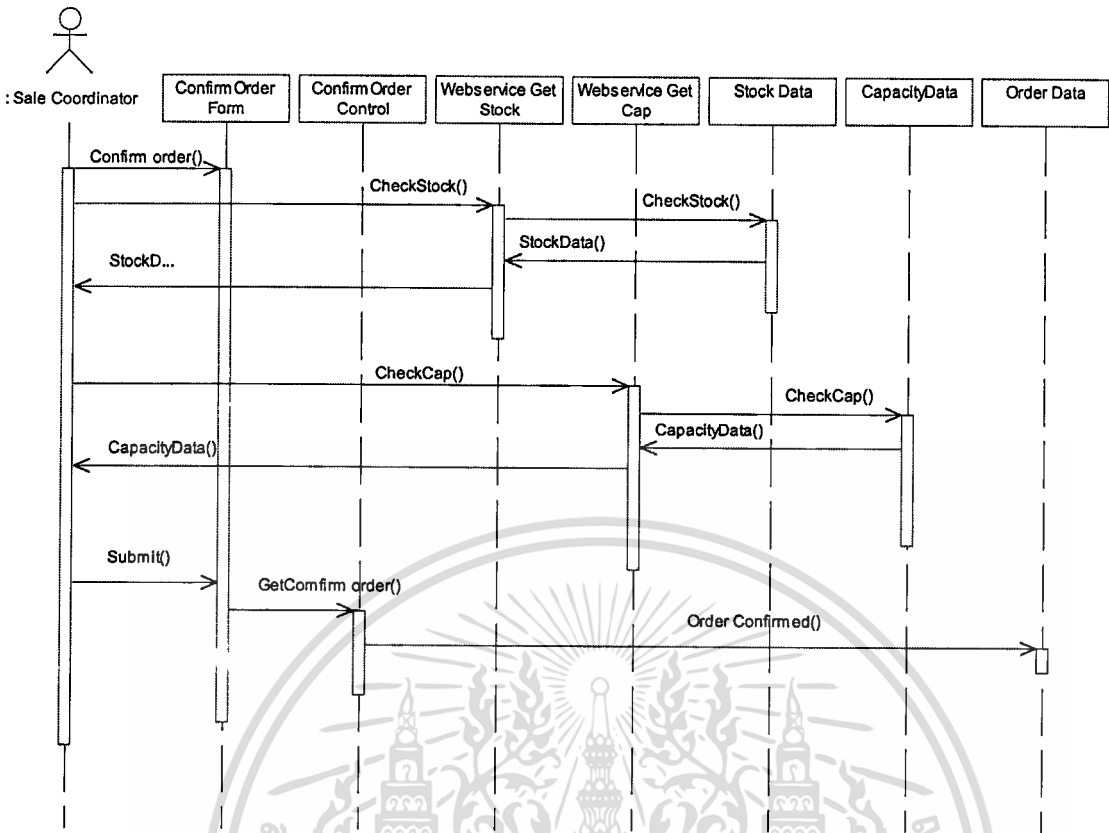 : Sale Coordinator
Confirm Order
Form
Confirm Order
Control
Webservice Get
Stock
Webservice Get
Cap
Stock Data
CapacityData
Order Data
Confirm order()
CheckStock()
CheckStock()
StockData()
StockD...
CheckCap()
CheckCap()
CapacityData()
CapacityData()
Submit()
GetComfirm order()
Order Confirmed()